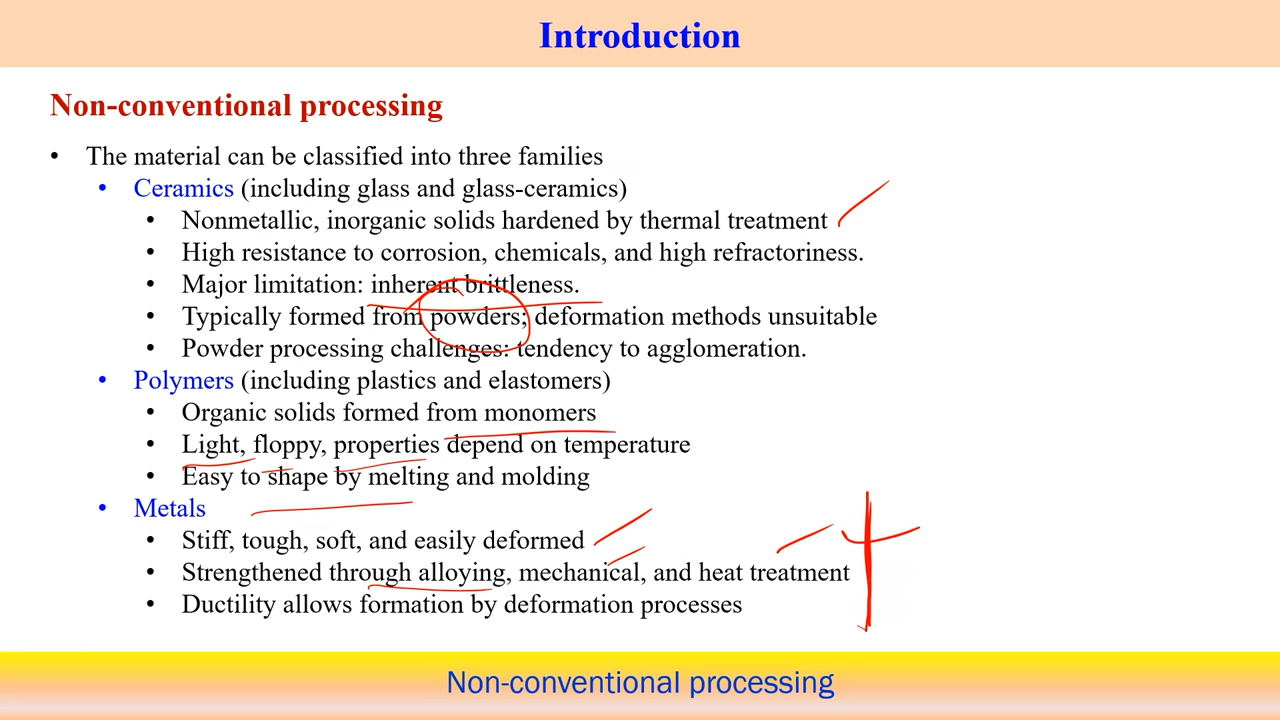 Introduction
Non-conventional processing
• The material can be classified into three families
• Ceramics (including glass and glass-ceramics)
• Nonmetallic, inorganic solids hardened by thermal treatment
• High resistance to corrosion, chemicals, and high refractoriness.
• Major limitation: inherent brittleness.
• Typically formed from powders; deformation methods unsuitable
• Powder processing challenges: tendency to agglomeration.
• Polymers (including plastics and elastomers)
• Organic solids formed from monomers
• Light, floppy, properties depend on temperature
• Easy to shape by melting and molding
• Metals
• Stiff, tough, soft, and easily deformed
• Strengthened through alloying, mechanical, and heat treatment
• Ductility allows formation by deformation processes
Non-conventional processing